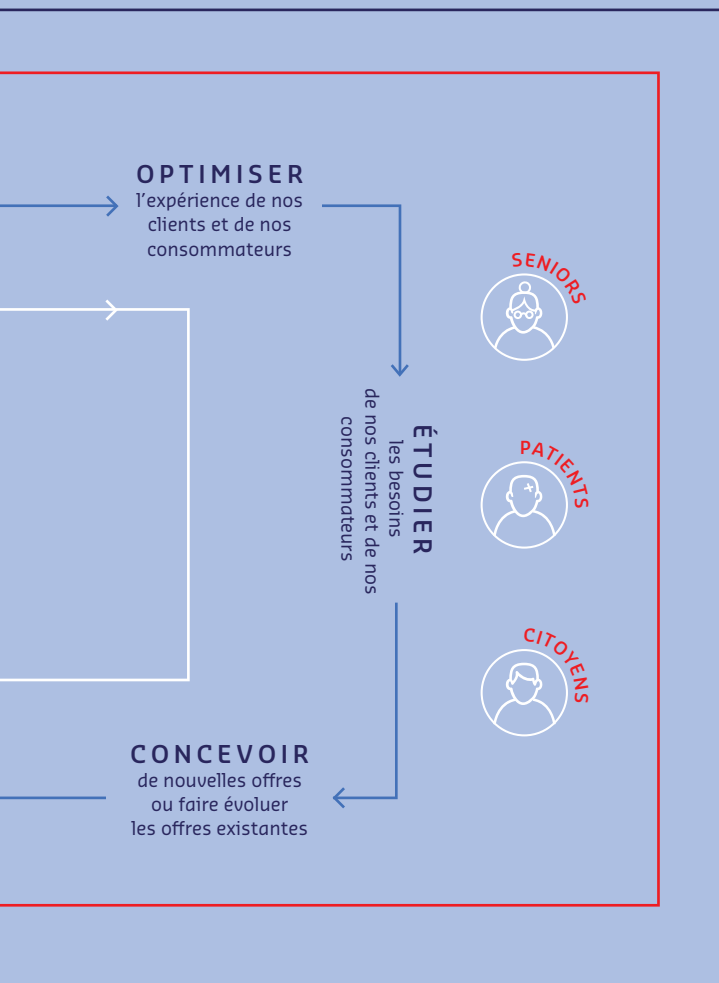 OPTIMISER
l'expérience de nos
clients et de nos
consommateurs
SENIORS
ÉTUDIER
les besoins
de nos clients et de nos
consommateurs
PATIENTS
CITOYENS
CONCEVOIR
de nouvelles offres
ou faire évoluer
les offres existantes